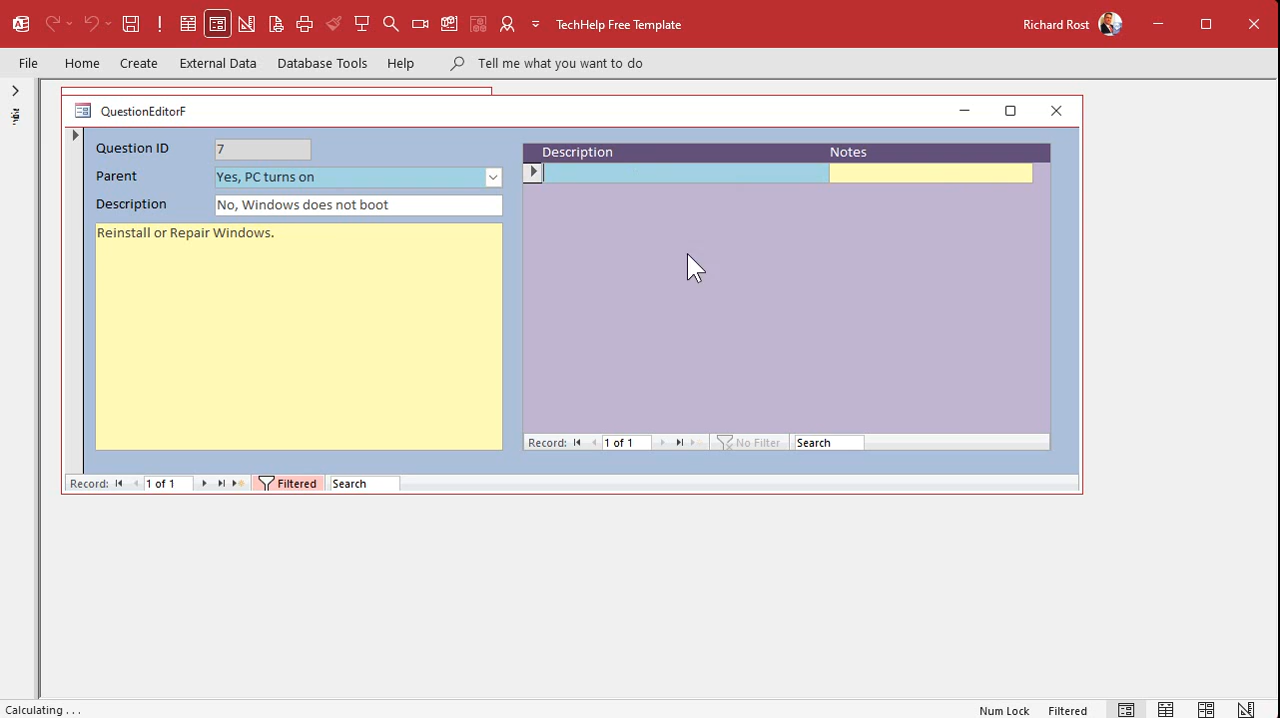 TechHelp Free Template
Richard Rost
File Home Create External Data Database Tools Help Tell me what you want to do
QuestionEditorF
Question ID 7
Parent Yes, PC turns on
Description No, Windows does not boot
Reinstall or Repair Windows.
Description Notes
Record: 1 of 1 No Filter Search
Record: 1 of 1 Filtered Search
Calculating . . .
Num Lock Filtered